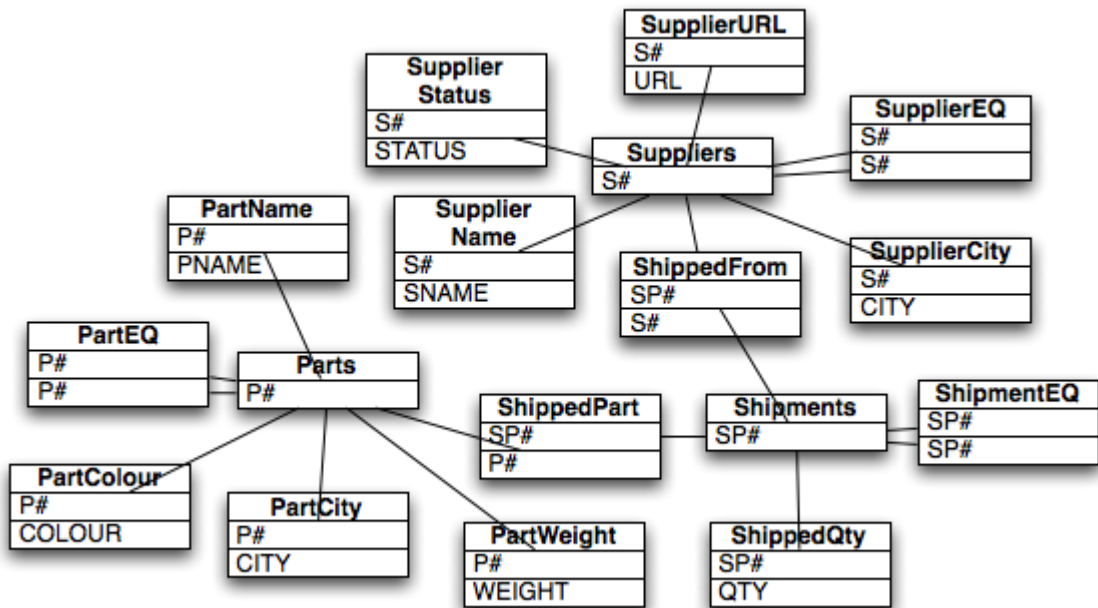 SupplierURL
S#
URL
Supplier
Status
S#
STATUS
SupplierEQ
S#
S#
Suppliers
S#
PartName
P#
PNAME
Supplier
Name
S#
SNAME
ShippedFrom
SP#
S#
SupplierCity
S#
CITY
PartEQ
P#
P#
Parts
P#
ShippedPart
SP#
P#
Shipments
SP#
ShipmentEQ
SP#
SP#
PartColour
P#
COLOUR
PartCity
P#
CITY
PartWeight
P#
WEIGHT
ShippedQty
SP#
QTY